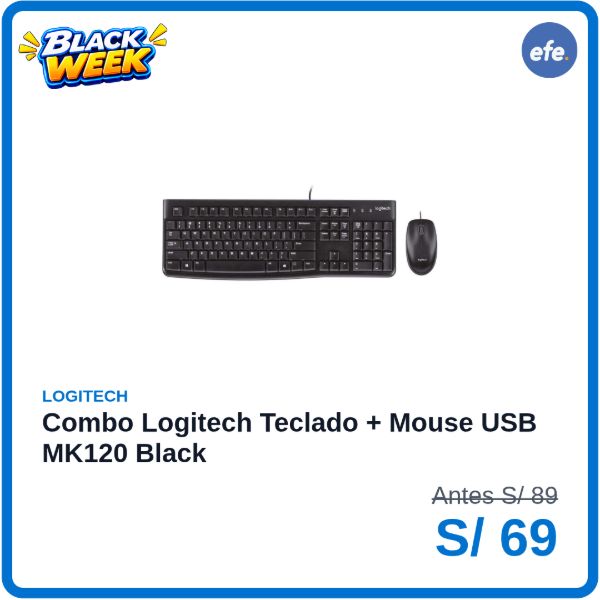 BLACK
WEEK
efe.
logitech
LOGITECH
Combo Logitech Teclado + Mouse USB
MK120 Black
Antes S/ 89
S/ 69